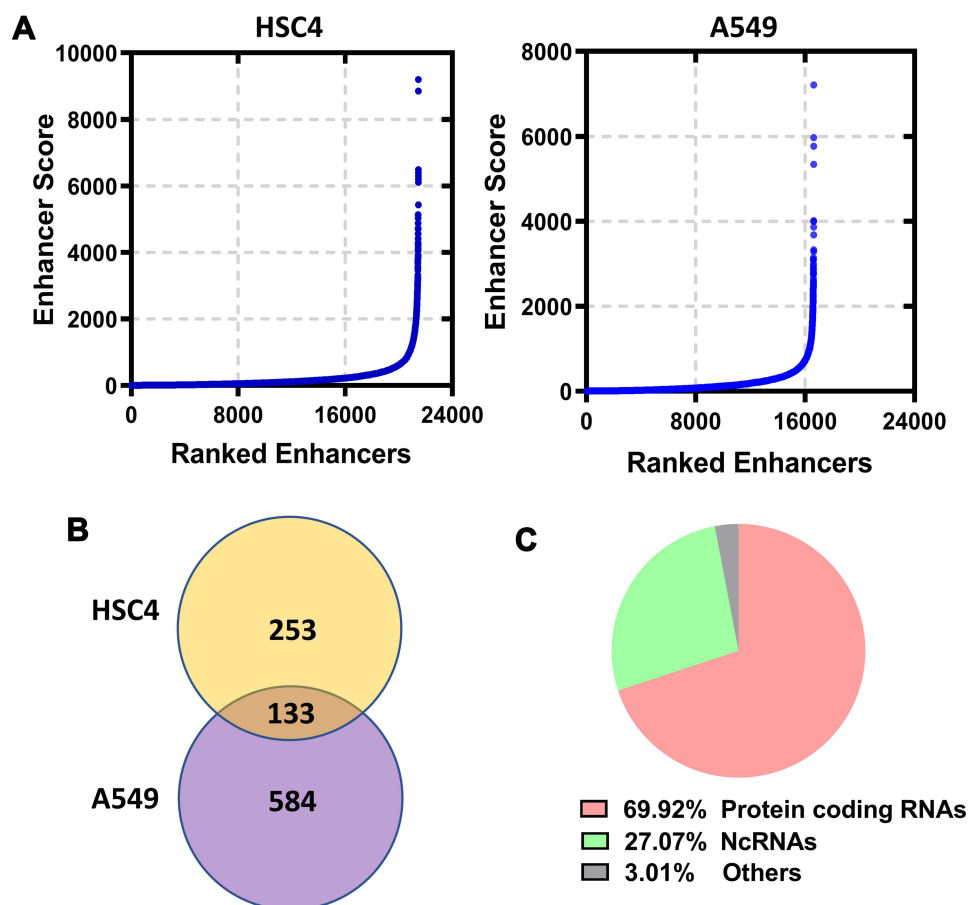 A
HSC4
10000
8000
6000
4000
2000
0
Enhancer Score
0 8000 16000 24000
Ranked Enhancers
A549
8000
6000
4000
2000
0
Enhancer Score
0 8000 16000 24000
Ranked Enhancers
B
HSC4
253
133
A549
584
C
69.92% Protein coding RNAs
27.07% NcRNAs
3.01% Others